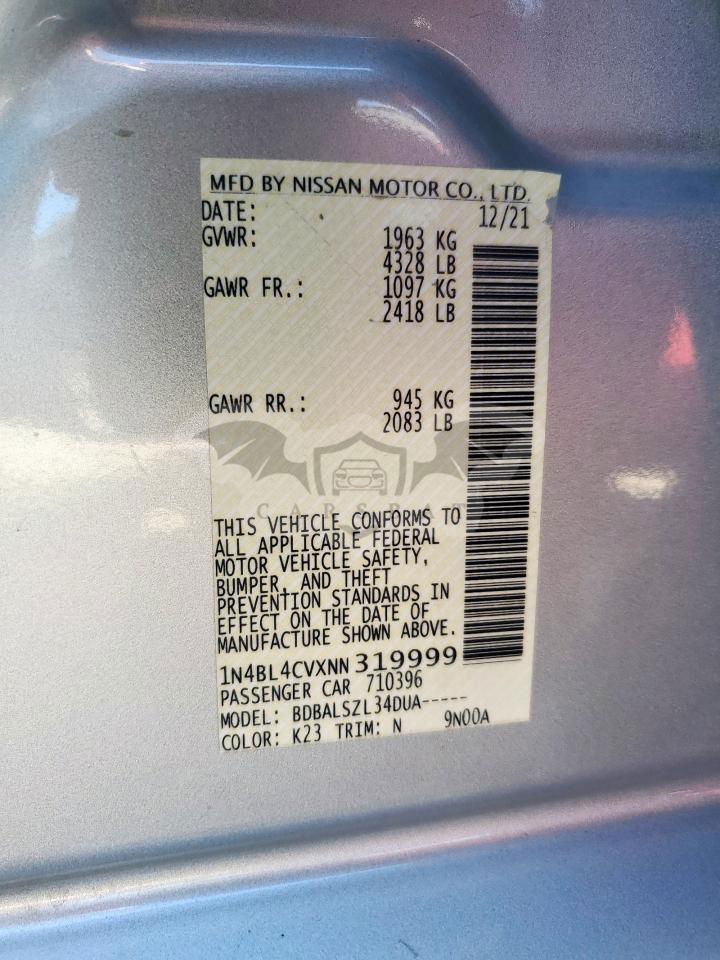 MFD BY NISSAN MOTOR CO., LTD.
DATE: 12/21
GVWR: 1963 KG
4328 LB
GAWR FR.: 1097 KG
2418 LB
GAWR RR.: 945 KG
2083 LB
CARSBAT
THIS VEHICLE CONFORMS TO
ALL APPLICABLE FEDERAL
MOTOR VEHICLE SAFETY,
BUMPER, AND THEFT
PREVENTION STANDARDS IN
EFFECT ON THE DATE OF
MANUFACTURE SHOWN ABOVE.
1N4BL4CVXNN319999
PASSENGER CAR 710396
MODEL: BDBALSZL34DUA-----
COLOR: K23 TRIM: N 9N00A